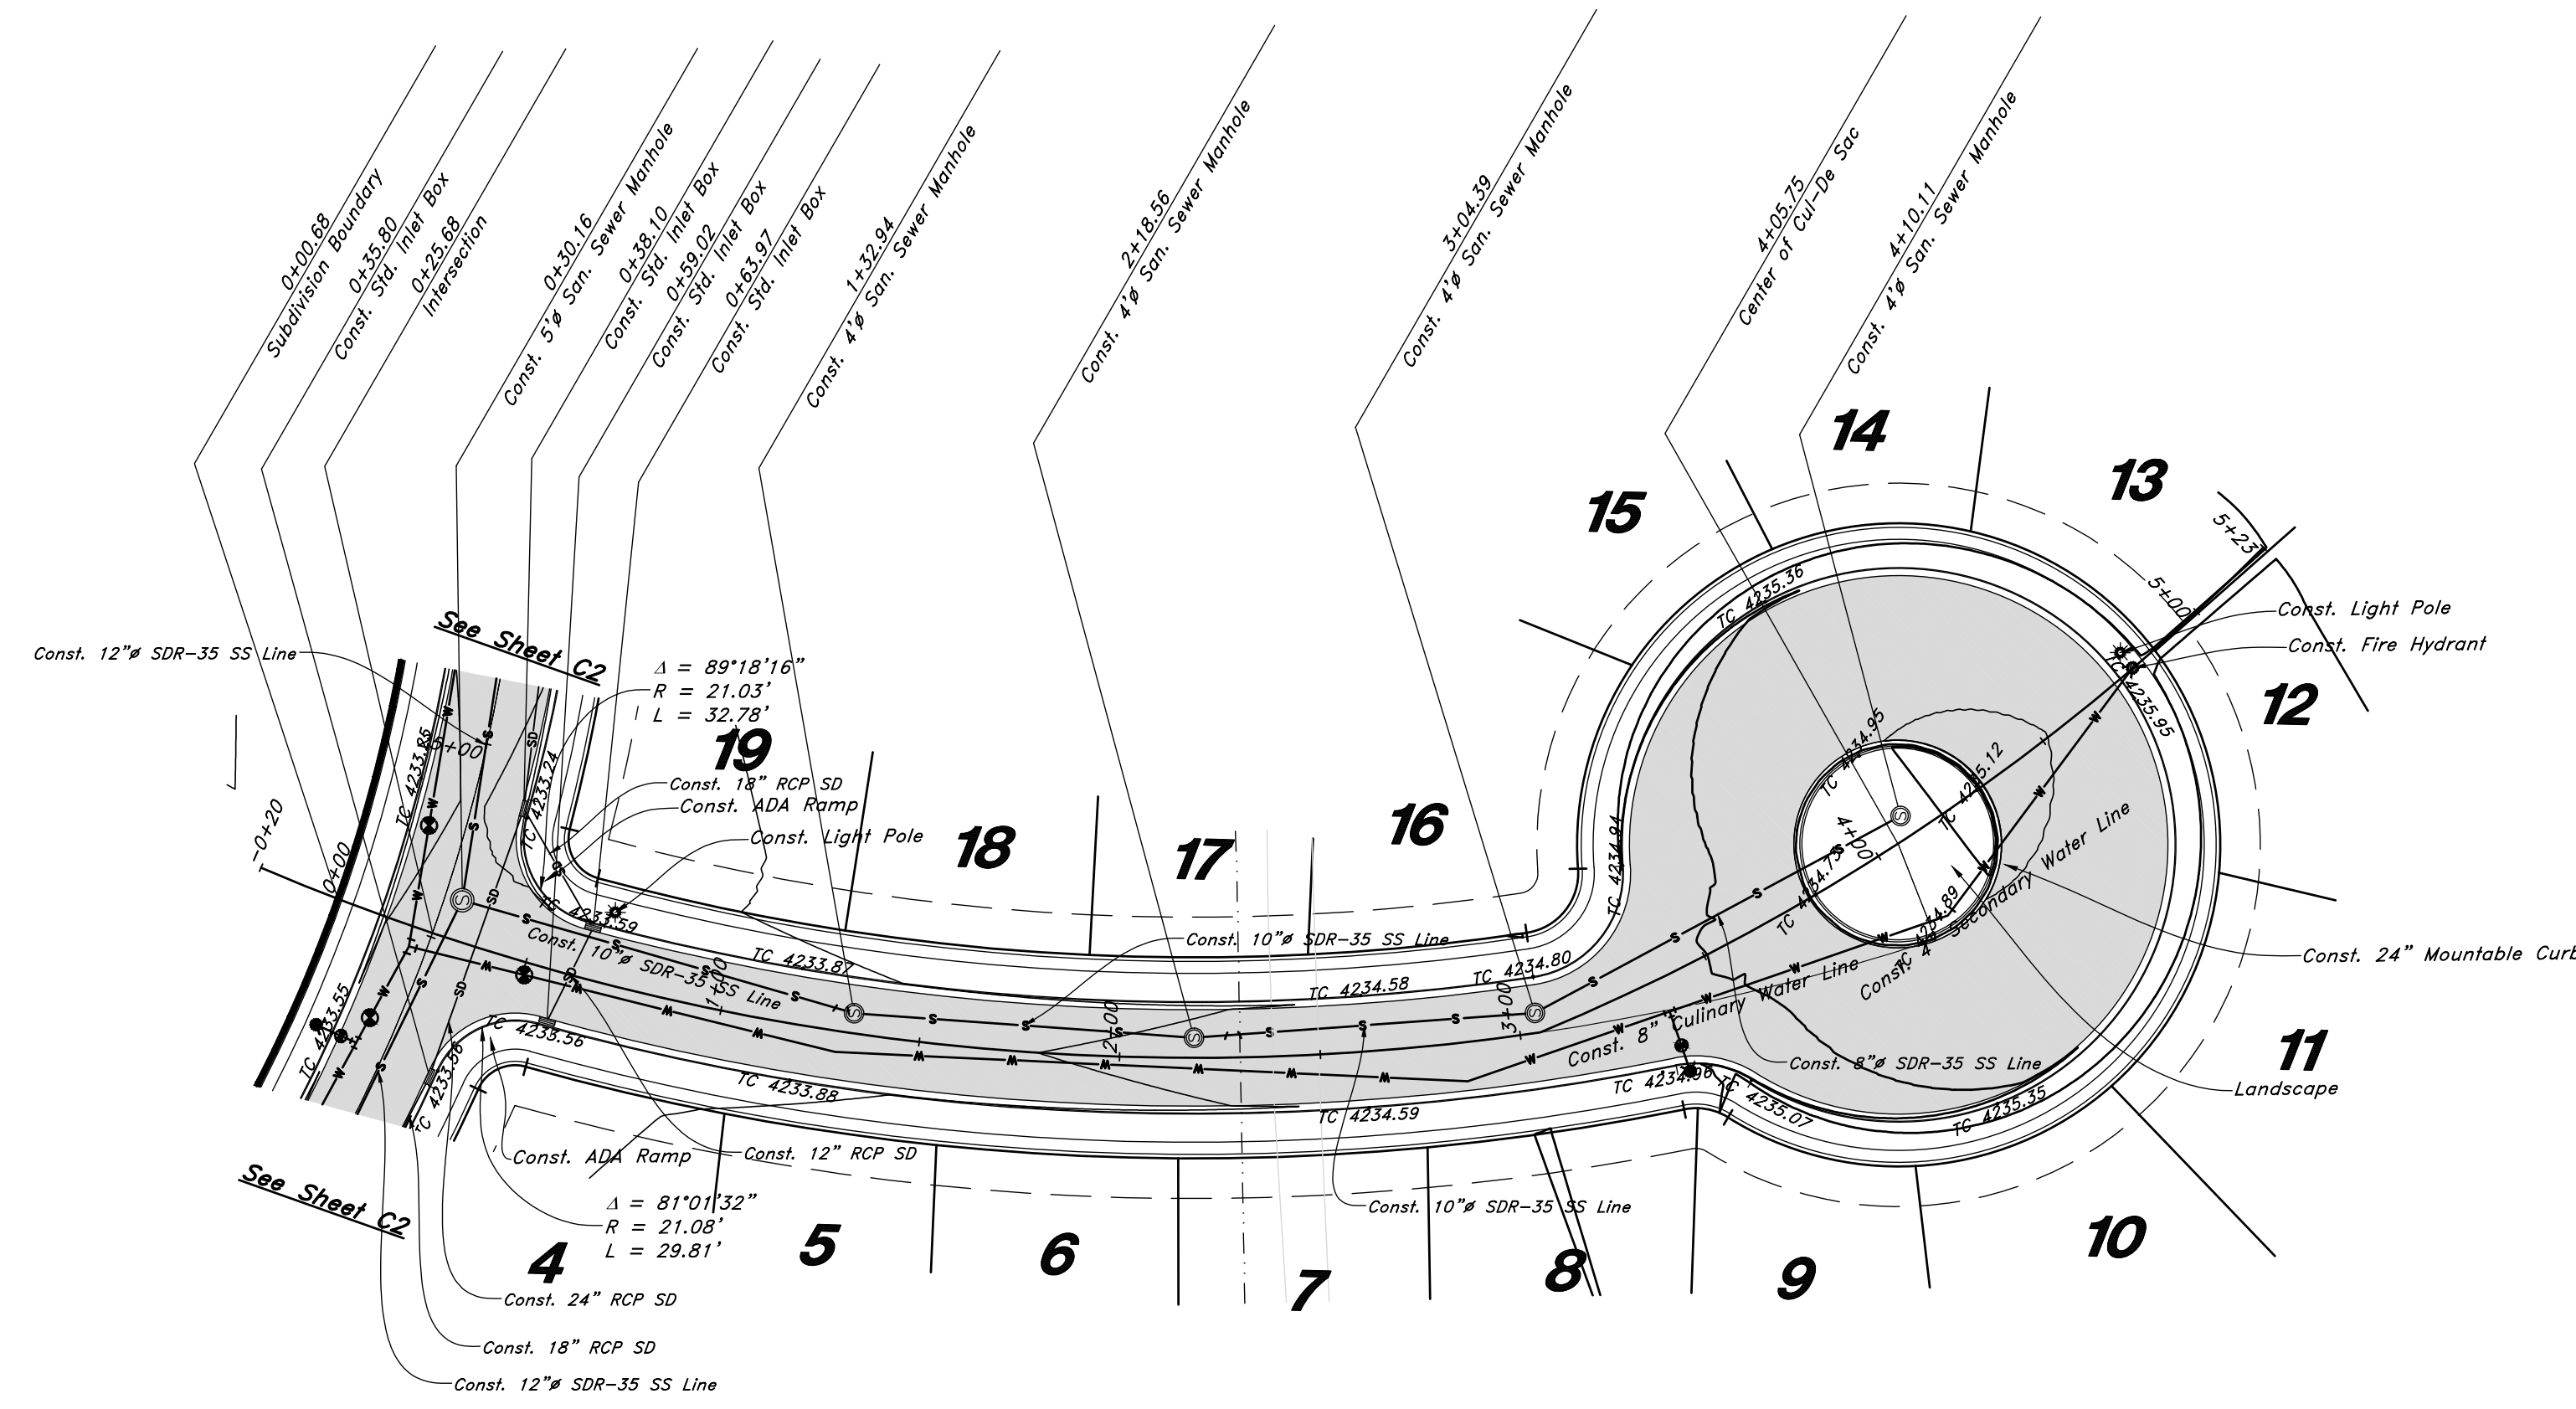 0+00.68
Subdivision Boundary
0+35.80
Const. Std. Inlet Box
0+25.68
Intersection
0+30.16
Const. 5'ø San. Sewer Manhole
0+38.10
Const. Std. Inlet Box
0+59.02
Const. Std. Inlet Box
0+63.97
Const. Std. Inlet Box
1+32.94
Const. 4'ø San. Sewer Manhole
2+18.56
Const. 4'ø San. Sewer Manhole
3+04.39
Const. 4'ø San. Sewer Manhole
4+05.75
Center of Cul-De Sac
4+10.11
Const. 4'ø San. Sewer Manhole
14
13
15
5+23
5+00
Const. Light Pole
Const. Fire Hydrant
12
TC 4235.36
TC 4235.95
See Sheet C2
Const. 12"ø SDR-35 SS Line
Δ = 89°18'16"
R = 21.03'
L = 32.78'
19
Const. 18" RCP SD
Const. ADA Ramp
Const. Light Pole
18
17
16
TC 4233.85
5+00
TC 4233.24
SD
-0+20
0+00
TC 4234.95
TC 4235.12
4+00
TC 4234.73
TC 4234.89
TC 4234.94
Const. 4" Secondary Water Line
Const. 24" Mountable Curb
TC 4233.59
Const. 10"ø SDR-35 SS Line
TC 4233.87
Const. 10"ø SDR-35 SS Line
TC 4234.58
TC 4234.80
1+00
2+00
3+00
Const. 8" Culinary Water Line
Const. 8"ø SDR-35 SS Line
11
Landscape
TC 4233.55
TC 4233.56
TC 4233.56
TC 4233.88
TC 4234.59
TC 4234.96
TC 4235.07
TC 4235.35
See Sheet C2
Const. ADA Ramp
Const. 12" RCP SD
Δ = 81°01'32"
R = 21.08'
L = 29.81'
Const. 10"ø SDR-35 SS Line
4
5
6
7
8
9
10
Const. 24" RCP SD
Const. 18" RCP SD
Const. 12"ø SDR-35 SS Line